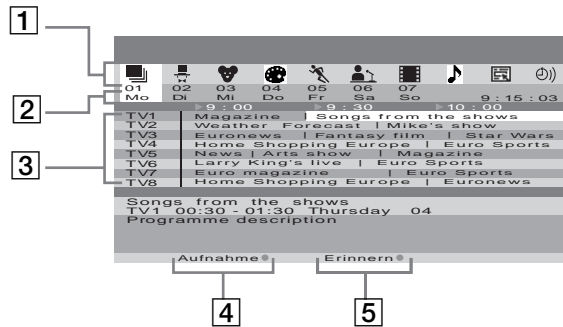 1
01 02 03 04 05 06 07
2
Mo Di Mi Do Fr Sa So 9 : 15 : 03
9 : 00 9 : 30 10 : 00
TV1 Magazine | Songs from the shows
TV2 Weather Forecast | Mike's show
TV3 Euronews | Fantasy film | Star Wars
3
TV4 Home Shopping Europe | Euro Sports
TV5 News | Arts show | Magazine
TV6 Larry King's live | Euro Sports
TV7 Euro magazine | Euro Sports
TV8 Home Shopping Europe | Euronews
Songs from the shows
TV1 00:30 - 01:30 Thursday 04
Programme description
Aufnahme Erinnern
4 5